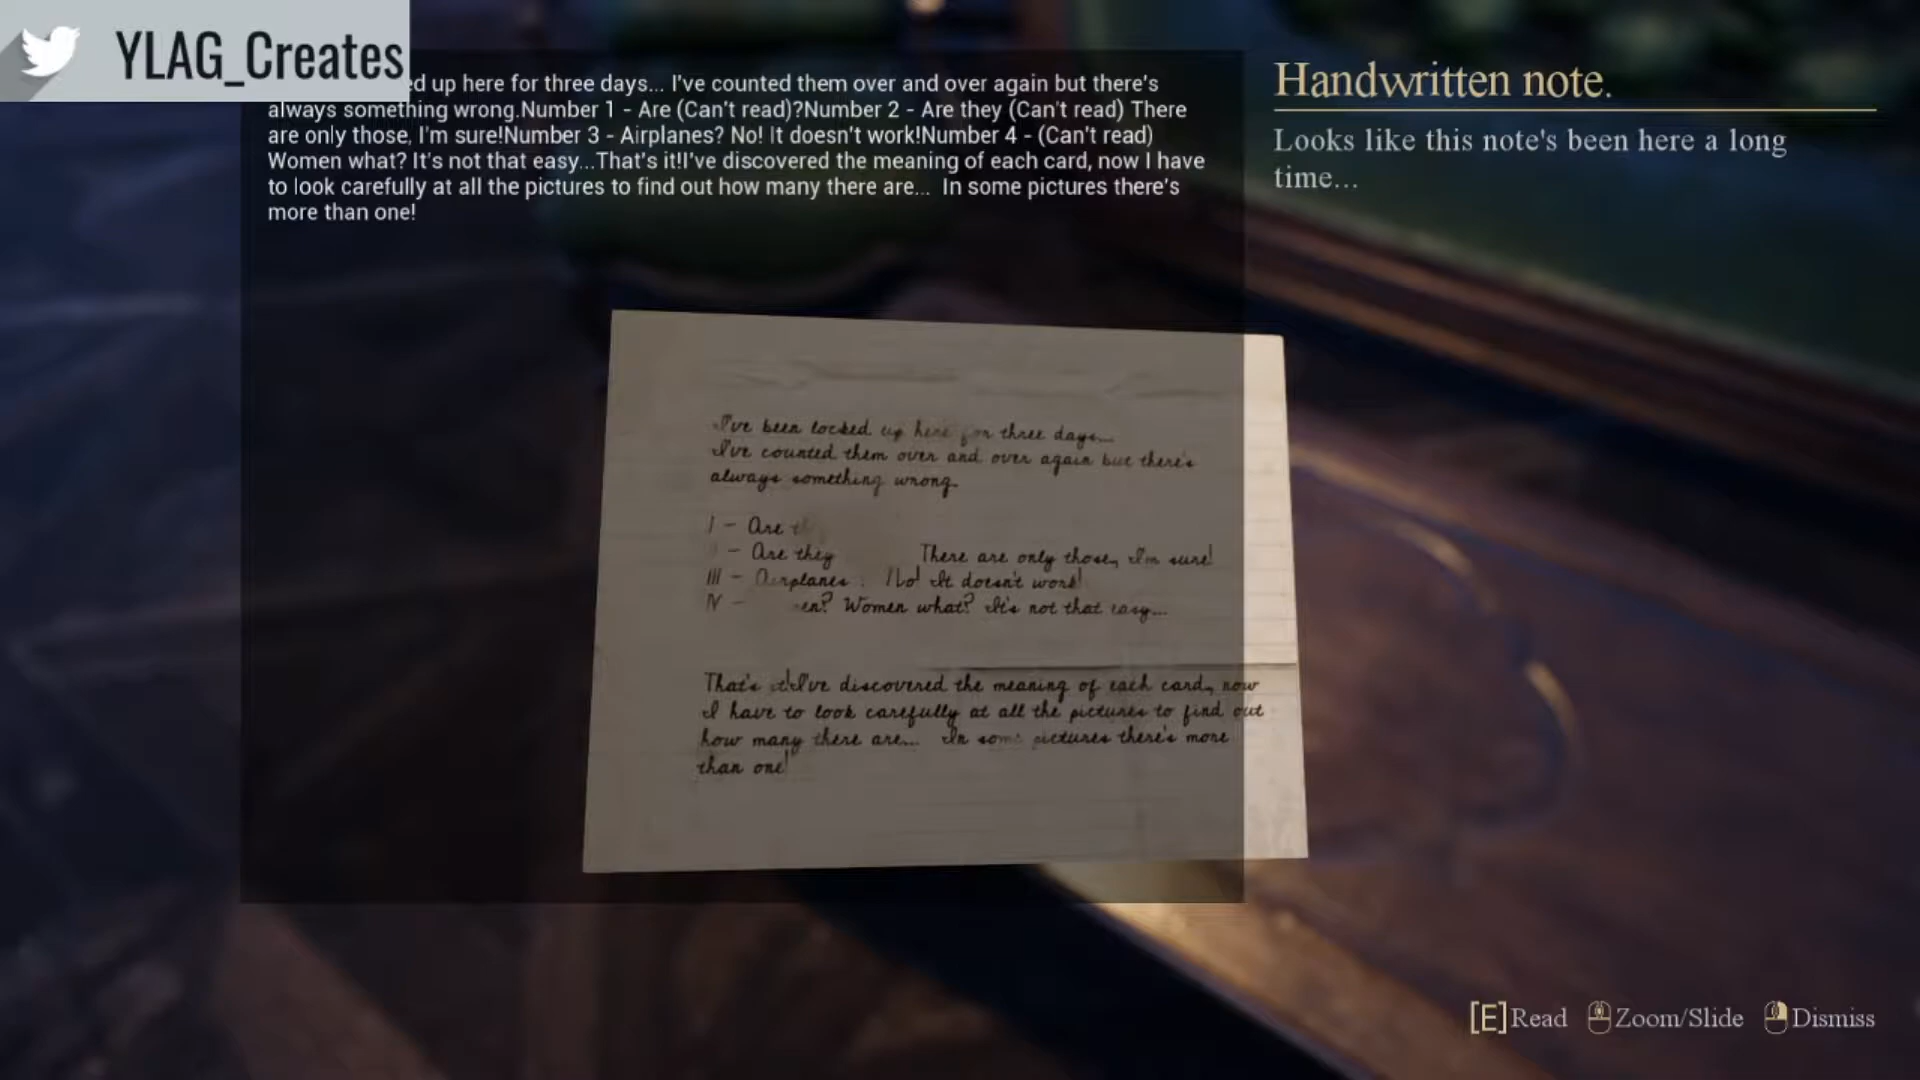 YLAG_Creates
ed up here for three days... I've counted them over and over again but there's
always something wrong.Number 1 - Are (Can't read)?Number 2 - Are they (Can't read) There
are only those, I'm sure!Number 3 - Airplanes? No! It doesn't work!Number 4 - (Can't read)
Women what? It's not that easy...That's it!I've discovered the meaning of each card, now I have
to look carefully at all the pictures to find out how many there are...  In some pictures there's
more than one!
Handwritten note.
Looks like this note's been here a long
time...
I've been locked up here for three days...
I've counted them over and over again but there's
always something wrong.
I - Are th
- Are they There are only those, I'm sure!
III - Airplanes No! It doesn't work!
IV - en? Women what? It's not that easy...
That's it!I've discovered the meaning of each card, now
I have to look carefully at all the pictures to find out
how many there are... In some pictures there's more
than one!
[E]Read Zoom/Slide Dismiss